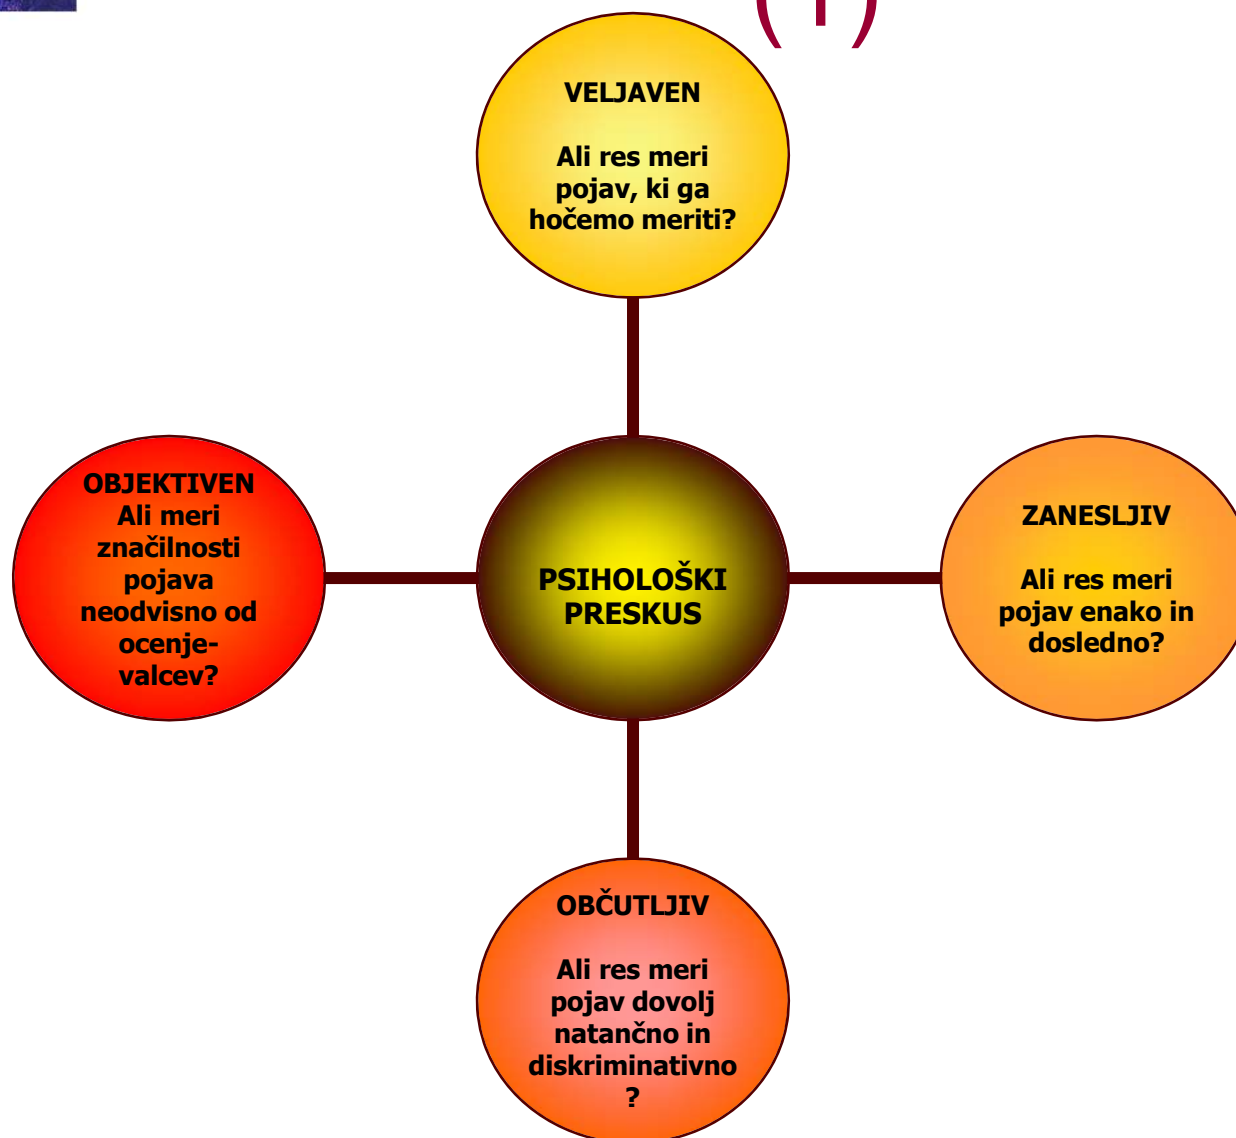 VELJAVEN
Ali res meri
pojav, ki ga
hočemo meriti?
OBJEKTIVEN
Ali meri
značilnosti
pojava
neodvisno od
ocenje-
valcev?
PSIHOLOŠKI
PRESKUS
ZANESLJIV
Ali res meri
pojav enako in
dosledno?
OBČUTLJIV
Ali res meri
pojav dovolj
natančno in
diskriminativno
?